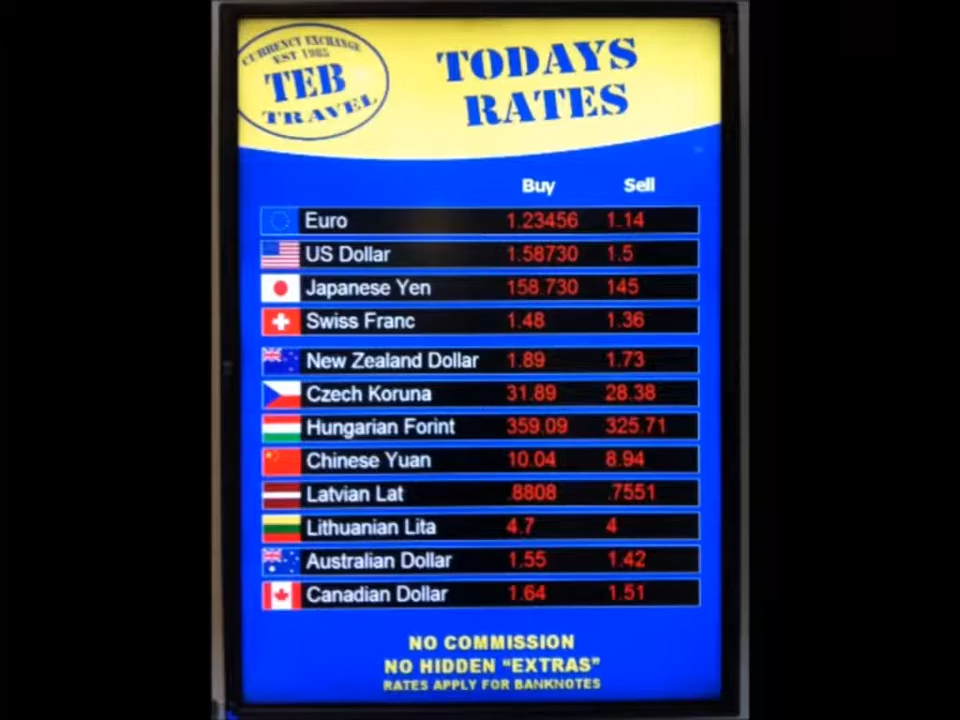 CURRENCY EXCHANGE
EST 1985
TEB
TRAVEL
TODAYS
RATES
Buy Sell
Euro 1.23456 1.14
US Dollar 1.58730 1.5
Japanese Yen 158.730 145
Swiss Franc 1.48 1.36
New Zealand Dollar 1.89 1.73
Czech Koruna 31.89 28.38
Hungarian Forint 359.09 325.71
Chinese Yuan 10.04 8.94
Latvian Lat .8808 .7551
Lithuanian Lita 4.7 4
Australian Dollar 1.55 1.42
Canadian Dollar 1.64 1.51
NO COMMISSION
NO HIDDEN “EXTRAS”
RATES APPLY FOR BANKNOTES